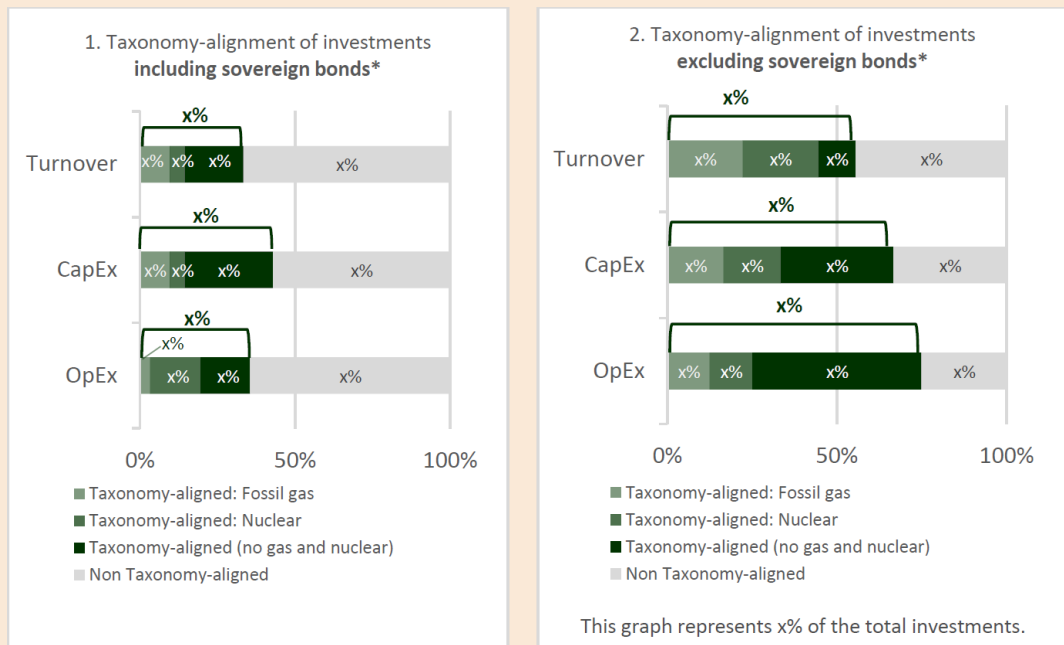 1. Taxonomy-alignment of investments
including sovereign bonds*
x%
Turnover
x% x% x% x%
x%
CapEx
x% x% x% x%
x%
x%
OpEx
x% x% x%
0% 50% 100%
Taxonomy-aligned: Fossil gas
Taxonomy-aligned: Nuclear
Taxonomy-aligned (no gas and nuclear)
Non Taxonomy-aligned
2. Taxonomy-alignment of investments
excluding sovereign bonds*
x%
Turnover
x% x% x% x%
x%
CapEx
x% x% x% x%
x%
OpEx
x% x% x% x%
0% 50% 100%
Taxonomy-aligned: Fossil gas
Taxonomy-aligned: Nuclear
Taxonomy-aligned (no gas and nuclear)
Non Taxonomy-aligned
This graph represents x% of the total investments.